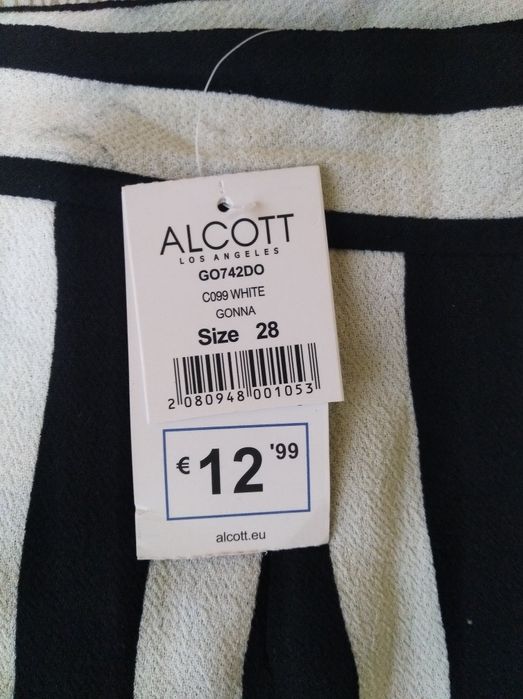 ALCOTT
LOS ANGELES
GO742DO
C099 WHITE
GONNA
Size 28
2 080948 001053
€ 12 '99
alcott.eu